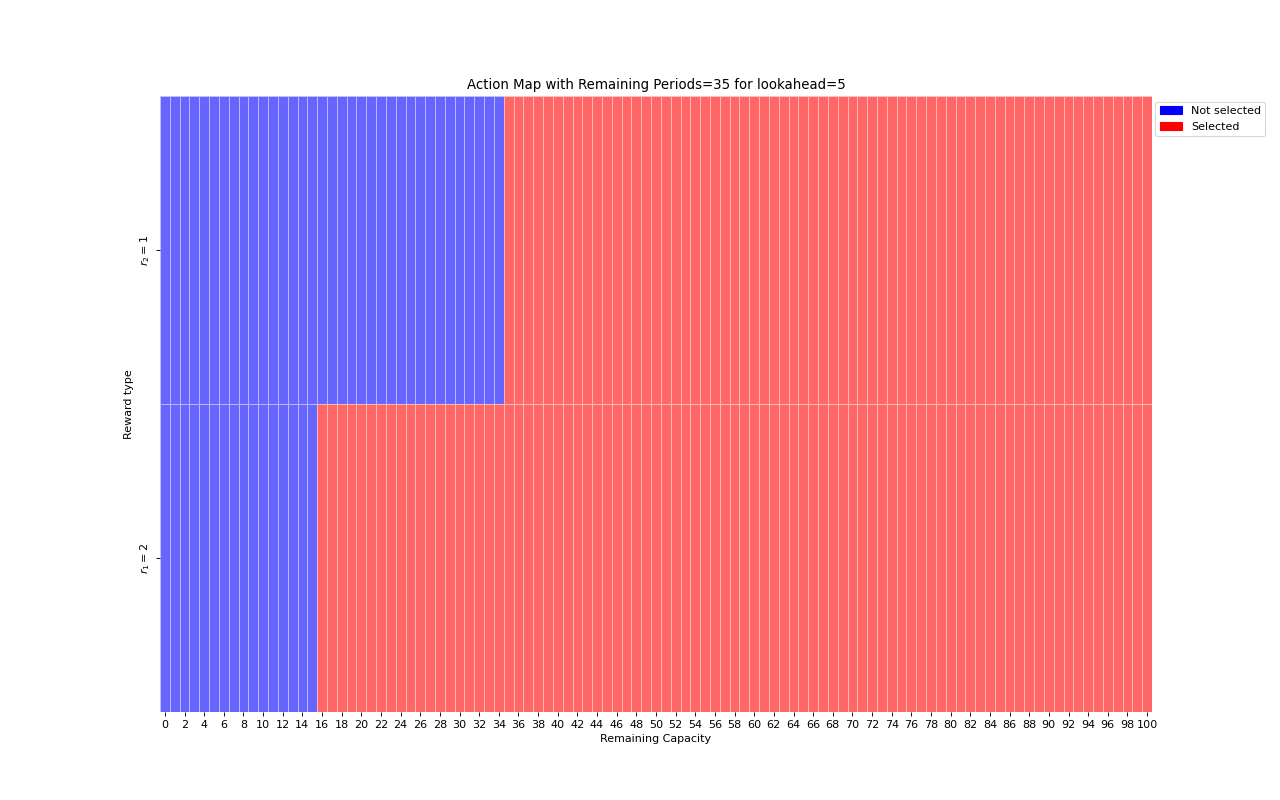 Action Map with Remaining Periods=35 for lookahead=5
Not selected
Selected
r₂ = 1
Reward type
r₁ = 2
0 2 4 6 8 10 12 14 16 18 20 22 24 26 28 30 32 34 36 38 40 42 44 46 48 50 52 54 56 58 60 62 64 66 68 70 72 74 76 78 80 82 84 86 88 90 92 94 96 98 100
Remaining Capacity